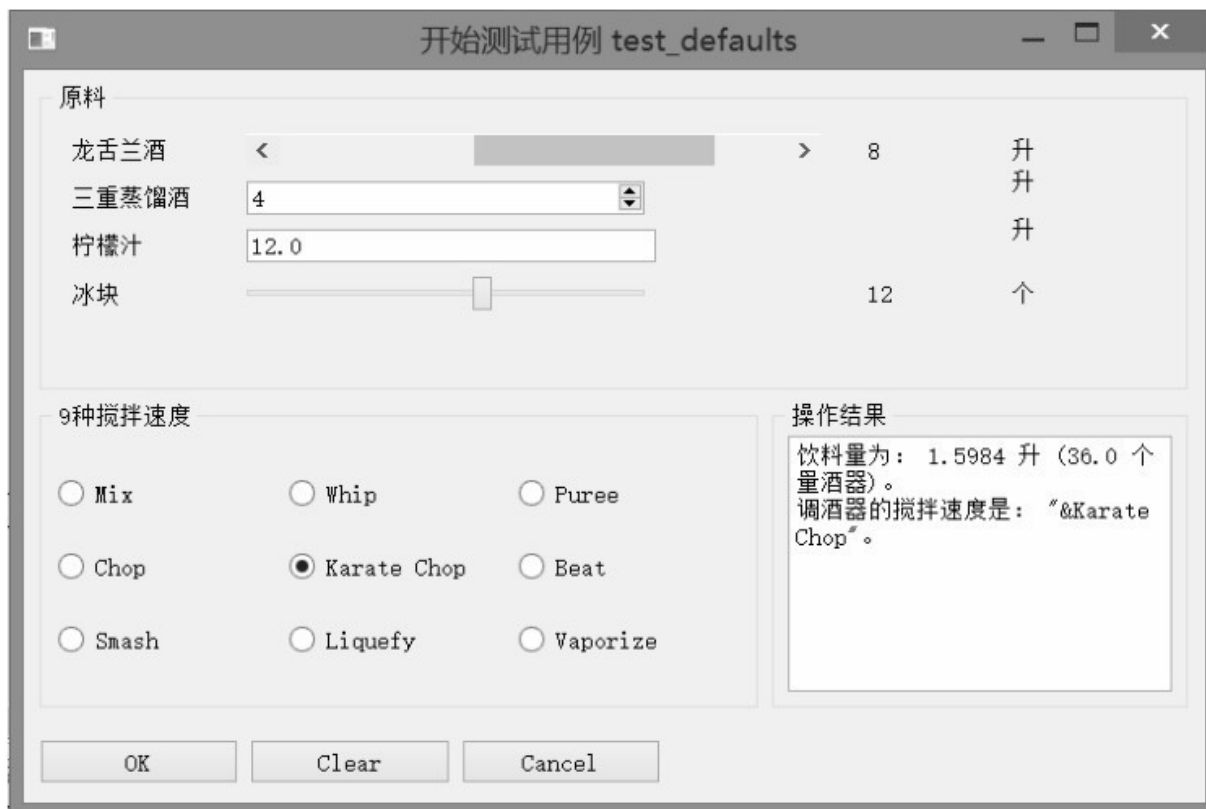 开始测试用例 test_defaults
原料
龙舌兰酒 8 升
三重蒸馏酒 4 升
柠檬汁 12.0 升
冰块 12 个
9种搅拌速度
Mix Whip Puree
Chop Karate Chop Beat
Smash Liquefy Vaporize
操作结果
饮料量为： 1.5984 升 (36.0 个
量酒器)。
调酒器的搅拌速度是： "&Karate
Chop"。
OK Clear Cancel